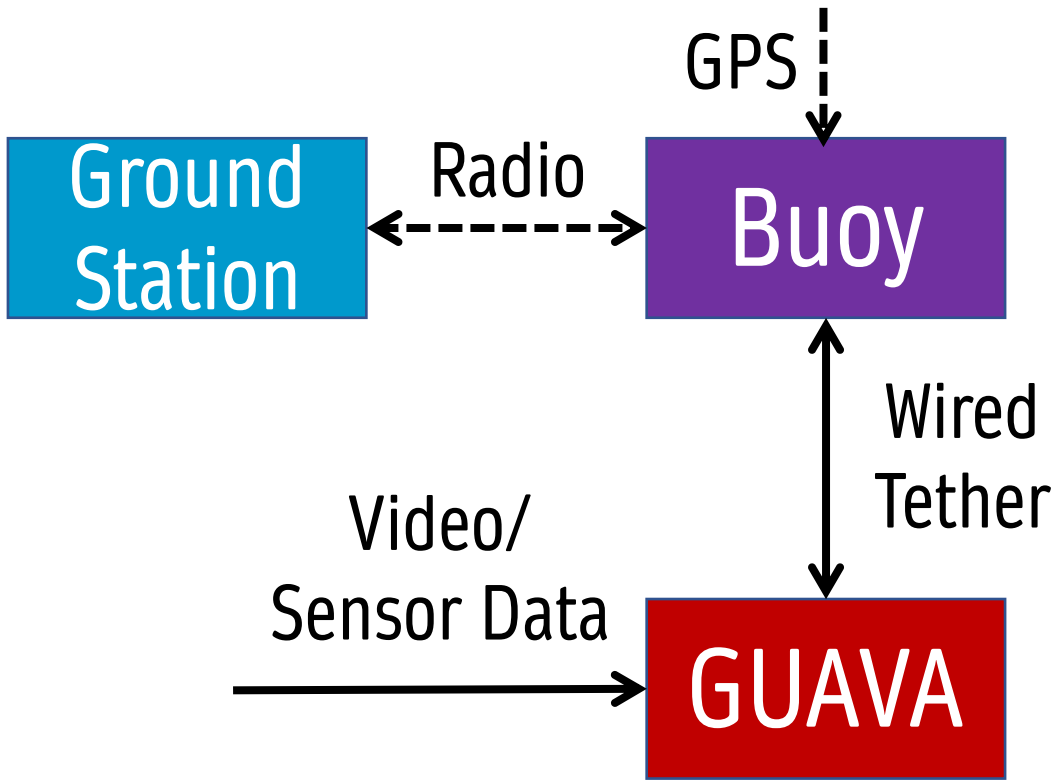 GPS
Ground
Station
Radio
Buoy
Wired
Tether
Video/
Sensor Data
GUAVA